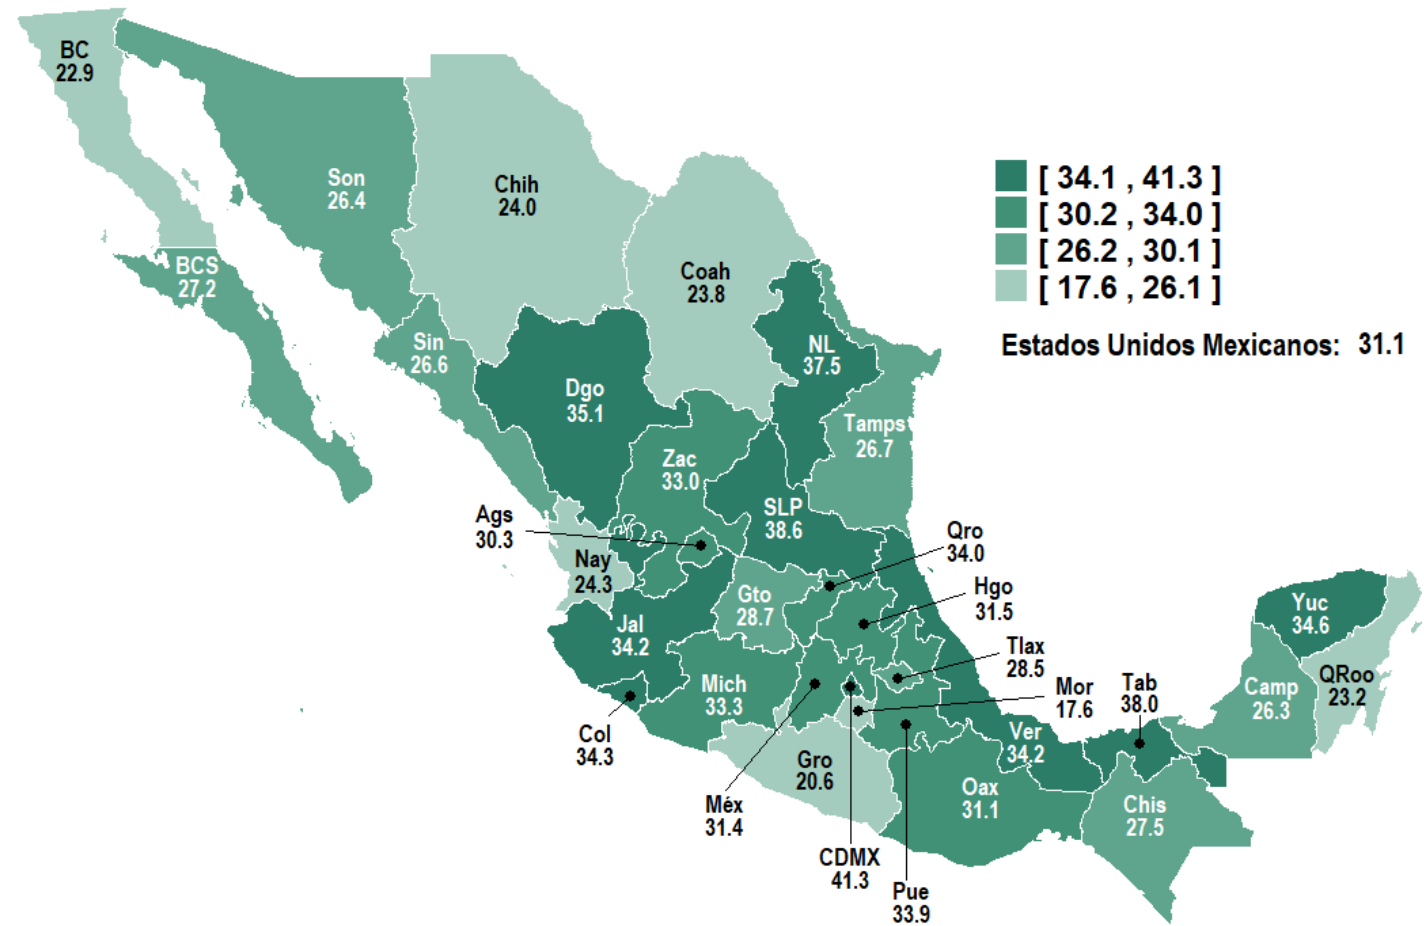 BC
22.9
Son
26.4
Chih
24.0
Coah
23.8
BCS
27.2
Sin
26.6
Dgo
35.1
NL
37.5
Tamps
26.7
Zac
33.0
SLP
38.6
Ags
30.3
Nay
24.3
Jal
34.2
Gto
28.7
Qro
34.0
Hgo
31.5
Tlax
28.5
Mor
17.6
Tab
38.0
Mich
33.3
Col
34.3
Gro
20.6
Méx
31.4
CDMX
41.3
Pue
33.9
Ver
34.2
Oax
31.1
Chis
27.5
Yuc
34.6
Camp
26.3
QRoo
23.2
[ 34.1 , 41.3 ]
[ 30.2 , 34.0 ]
[ 26.2 , 30.1 ]
[ 17.6 , 26.1 ]
Estados Unidos Mexicanos: 31.1